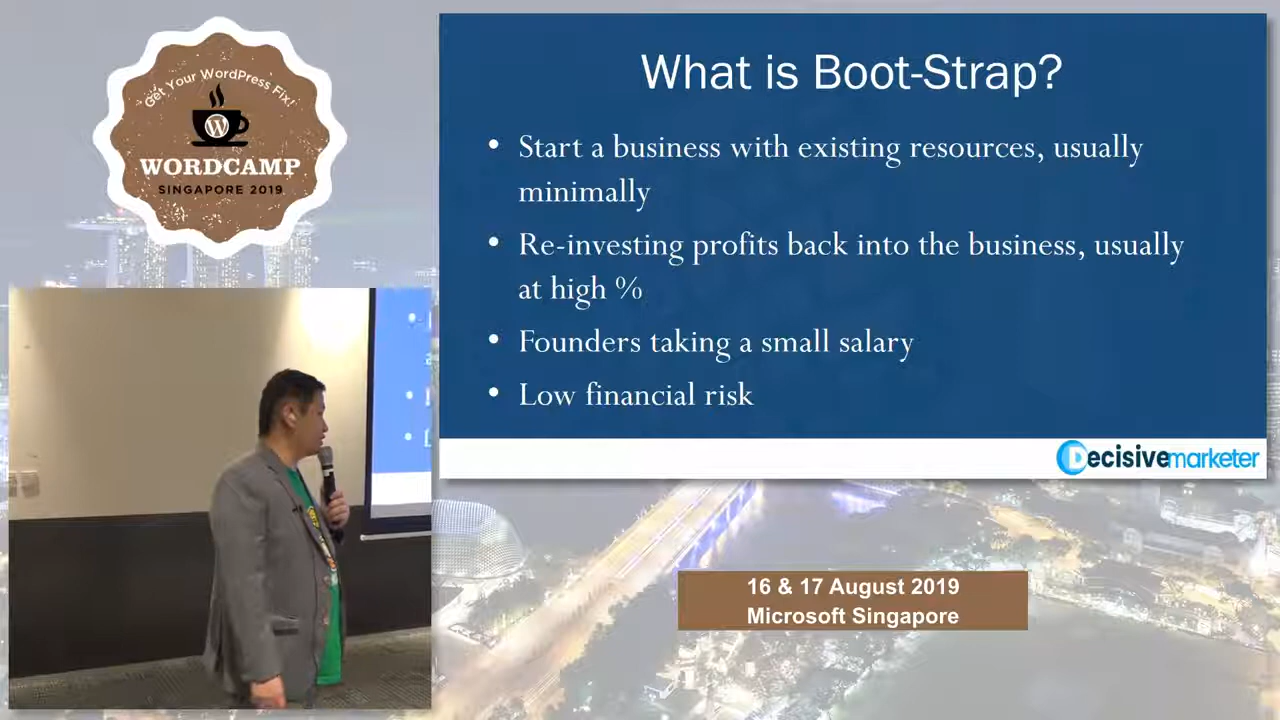 Get Your WordPress Fix!
WORDCAMP
SINGAPORE 2019
What is Boot-Strap?
• Start a business with existing resources, usually
minimally
• Re-investing profits back into the business, usually
at high %
• Founders taking a small salary
• Low financial risk
Decisivemarketer
16 & 17 August 2019
Microsoft Singapore